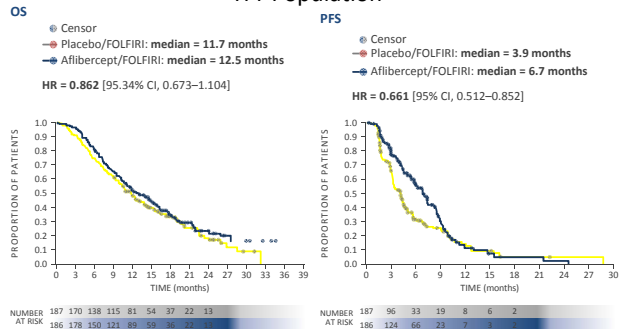 OS
Censor
Placebo/FOLFIRI: median = 11.7 months
Aflibercept/FOLFIRI: median = 12.5 months
HR = 0.862 [95.34% CI, 0.673–1.104]
PROPORTION OF PATIENTS
1.0
0.9
0.8
0.7
0.6
0.5
0.4
0.3
0.2
0.1
0.0
0 3 6 9 12 15 18 21 24 27 30 33 36 39
TIME (months)
NUMBER AT RISK
187 170 138 115 81 54 37 22 13
186 178 150 121 89 59 36 22
PFS
Censor
Placebo/FOLFIRI: median = 3.9 months
Aflibercept/FOLFIRI: median = 6.7 months
HR = 0.661 [95% CI, 0.512–0.852]
PROPORTION OF PATIENTS
1.0
0.9
0.8
0.7
0.6
0.5
0.4
0.3
0.2
0.1
0.0
0 3 6 9 12 15 18 21 24 27 30
TIME (months)
NUMBER AT RISK
187 96 33 19 8 6 2
186 124 66 23 7